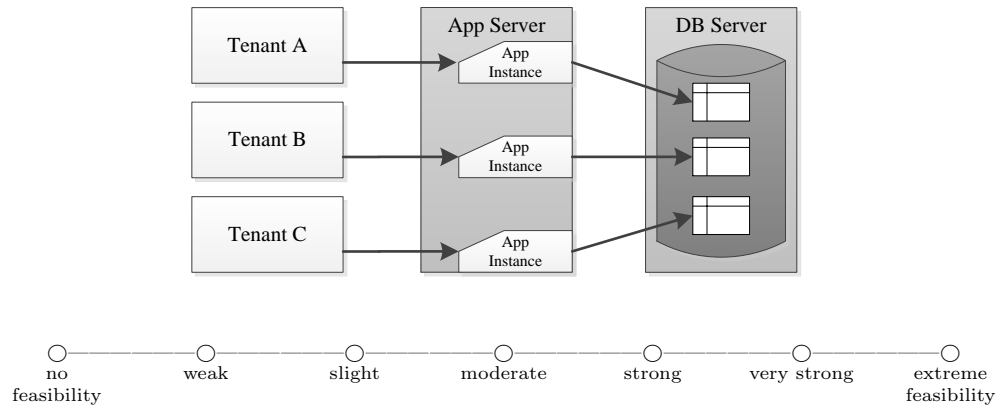 App Server
DB Server
Tenant A
App
Instance
Tenant B
App
Instance
Tenant C
App
Instance
no
feasibility
weak
slight
moderate
strong
very strong
extreme
feasibility